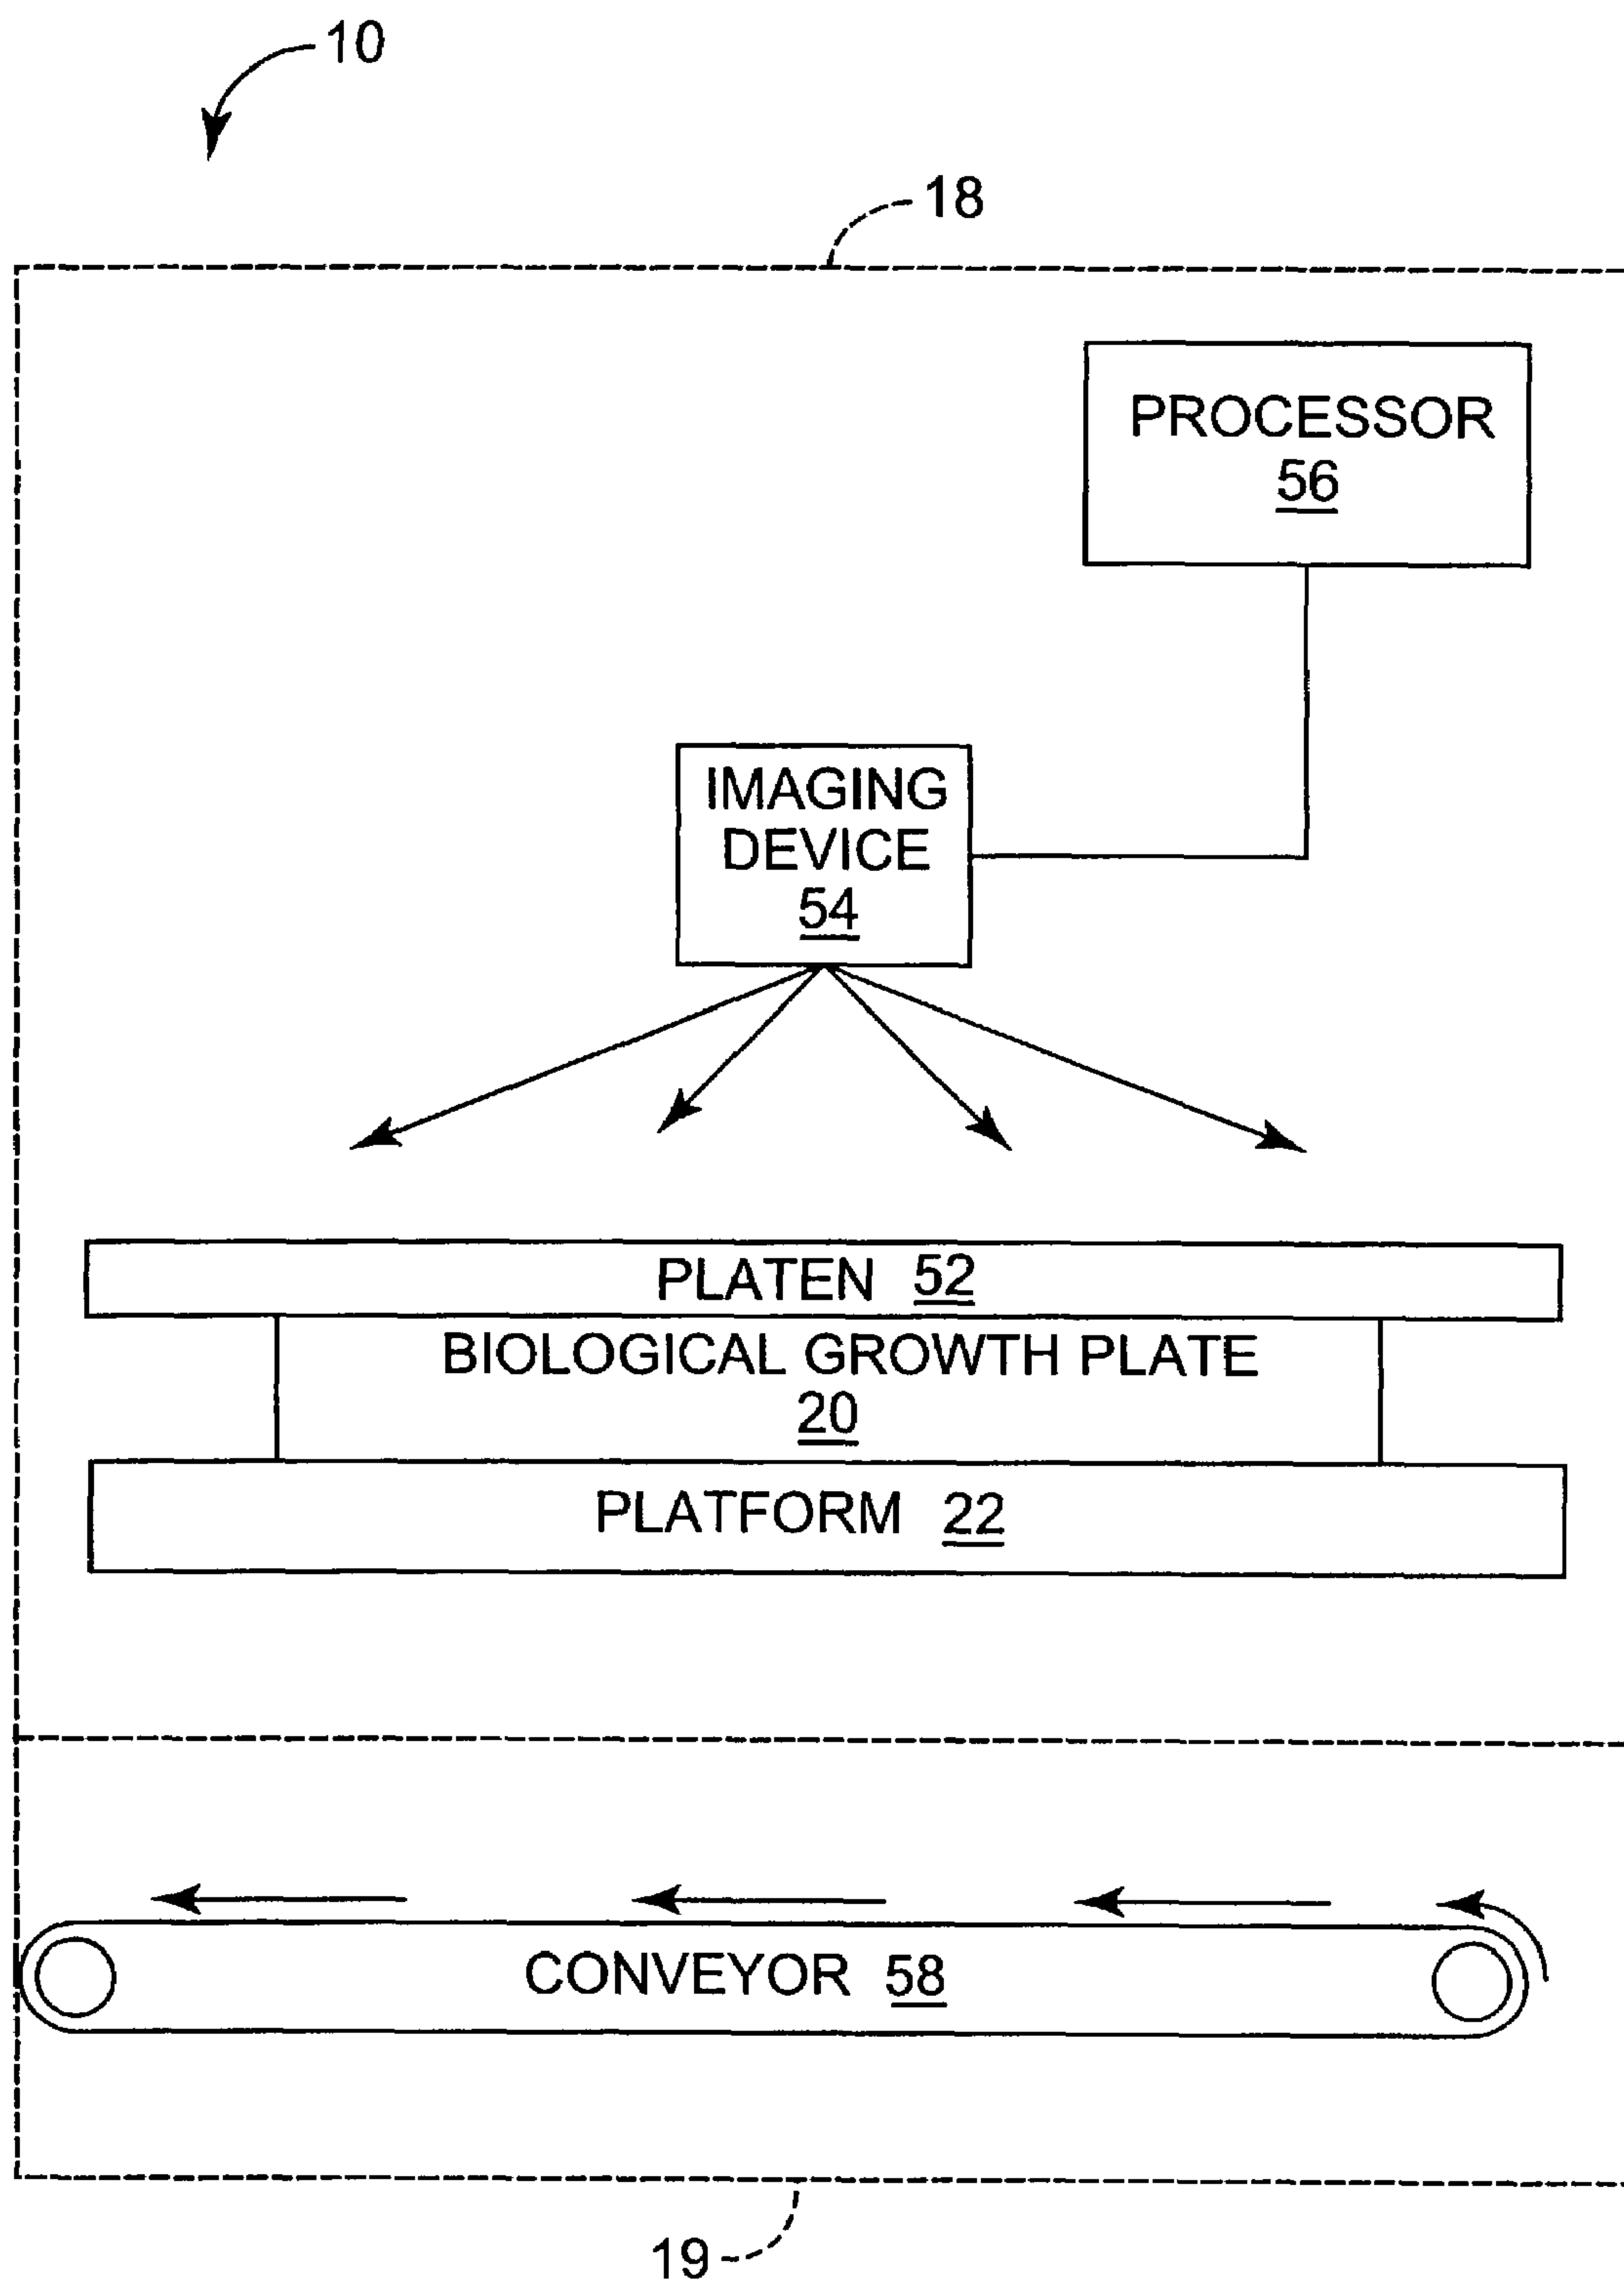 10
18
PROCESSOR
56
IMAGING
DEVICE
54
PLATEN 52
BIOLOGICAL GROWTH PLATE
20
PLATFORM 22
CONVEYOR 58
19